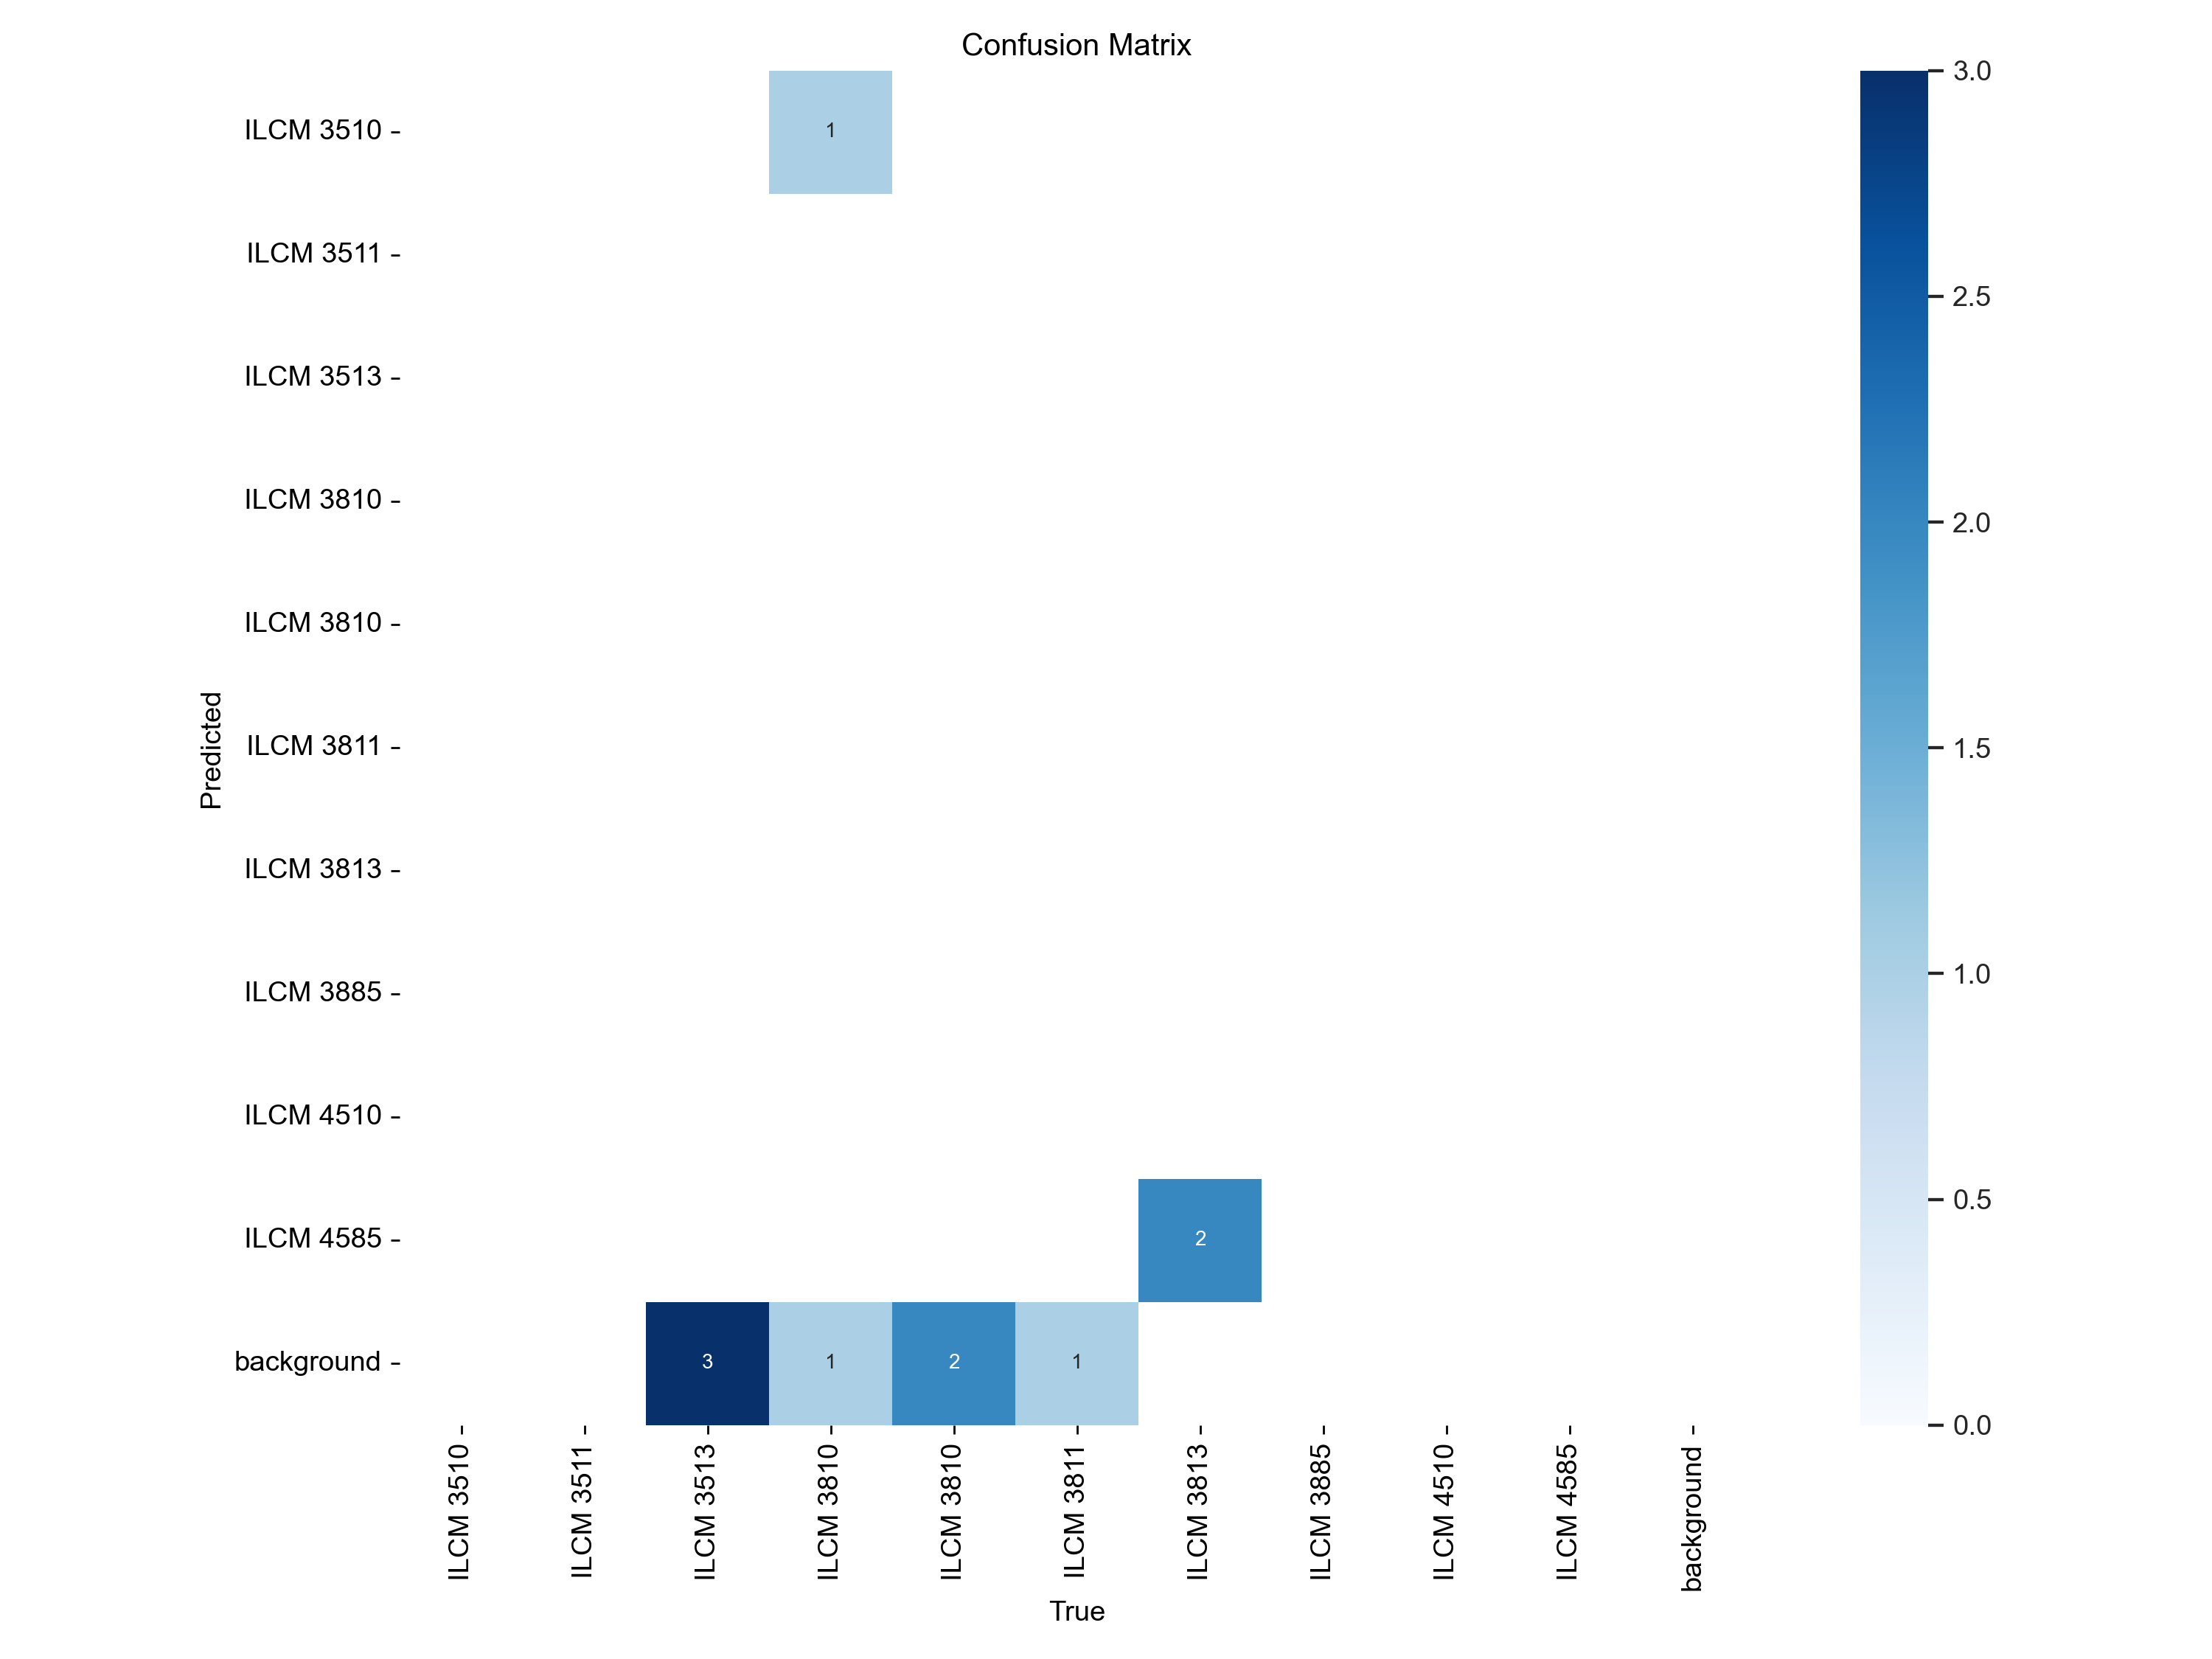 Confusion Matrix
ILCM 3510
1
ILCM 3511
ILCM 3513
ILCM 3810
ILCM 3810
ILCM 3811
ILCM 3813
ILCM 3885
ILCM 4510
ILCM 4585
2
background
3
1
2
1
Predicted
ILCM 3510
ILCM 3511
ILCM 3513
ILCM 3810
ILCM 3810
ILCM 3811
ILCM 3813
ILCM 3885
ILCM 4510
ILCM 4585
background
True
3.0
2.5
2.0
1.5
1.0
0.5
0.0